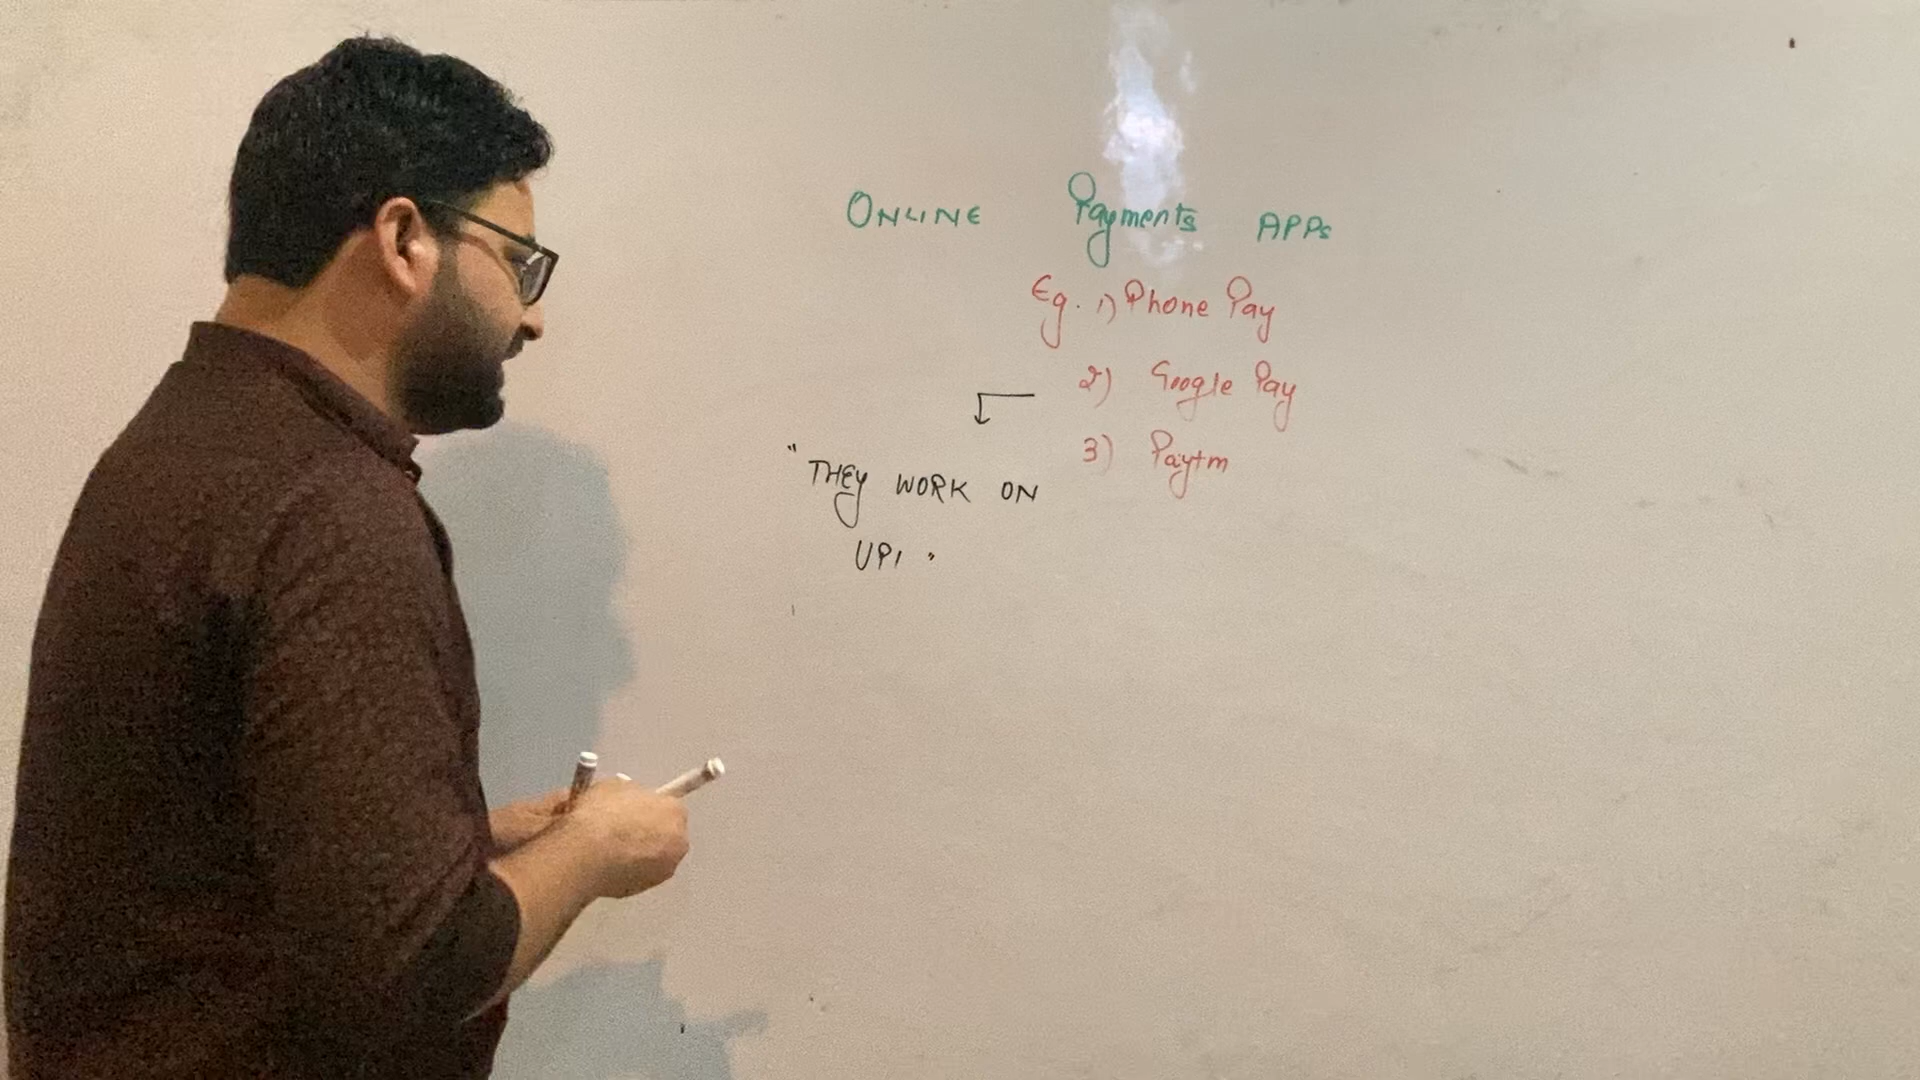 ONLINE Payments APPs
Eg. 1) Phone Pay
2) Google Pay
3) Paytm
"THEY WORK ON
UPI"